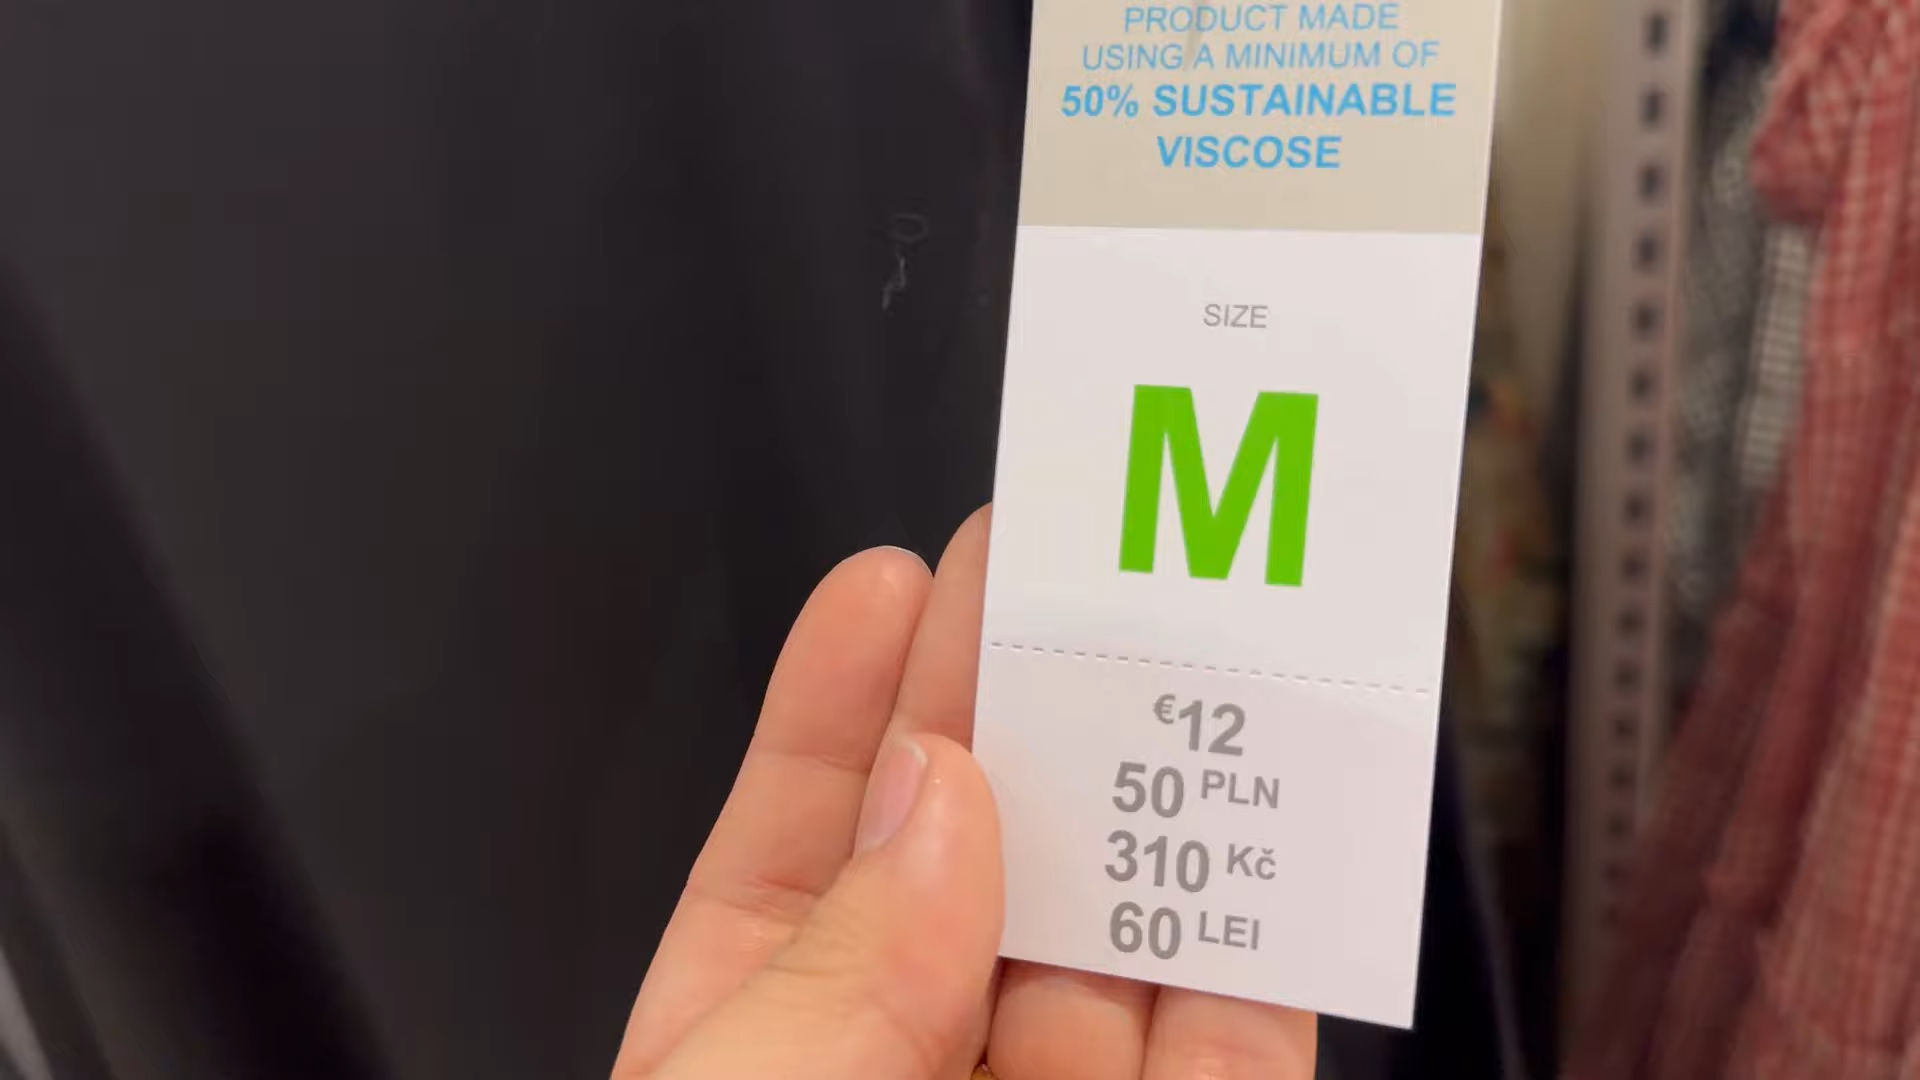 PRODUCT MADE
USING A MINIMUM OF
50% SUSTAINABLE
VISCOSE
SIZE
M
€12
50 PLN
310 Kč
60 LEI